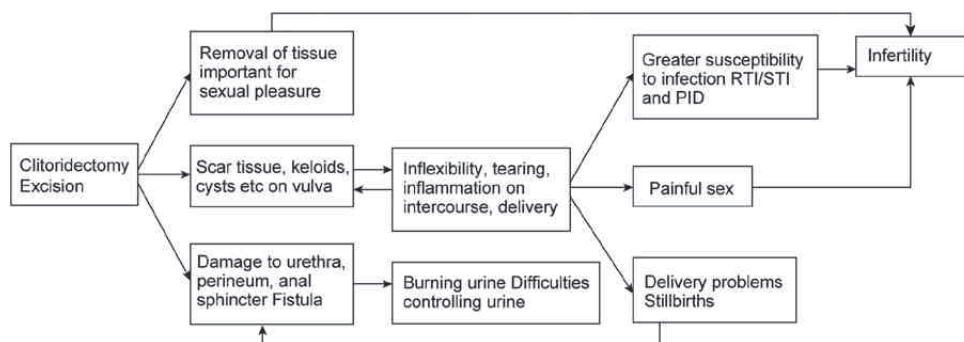 Removal of tissue
important for
sexual pleasure
Greater susceptibility
to infection RTI/STI
and PID
Infertility
Clitoridectomy
Excision
Scar tissue, keloids,
cysts etc on vulva
Inflexibility, tearing,
inflammation on
intercourse, delivery
Painful sex
Damage to urethra,
perineum, anal
sphincter Fistula
Burning urine Difficulties
controlling urine
Delivery problems
Stillbirths